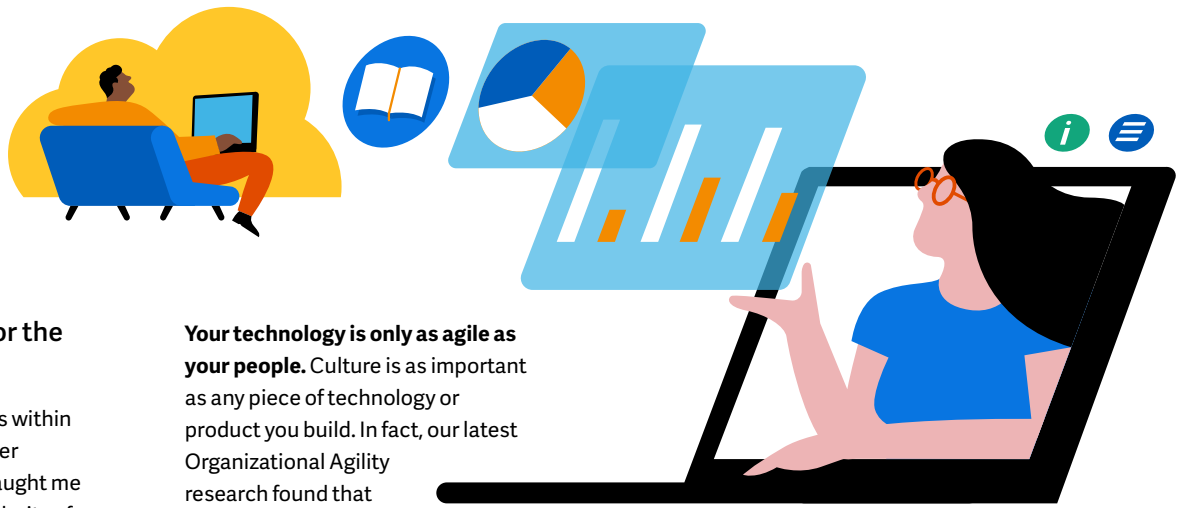 or the
s within
er
aught me
Your technology is only as agile as
your people. Culture is as important
as any piece of technology or
product you build. In fact, our latest
Organizational Agility
research found that
i